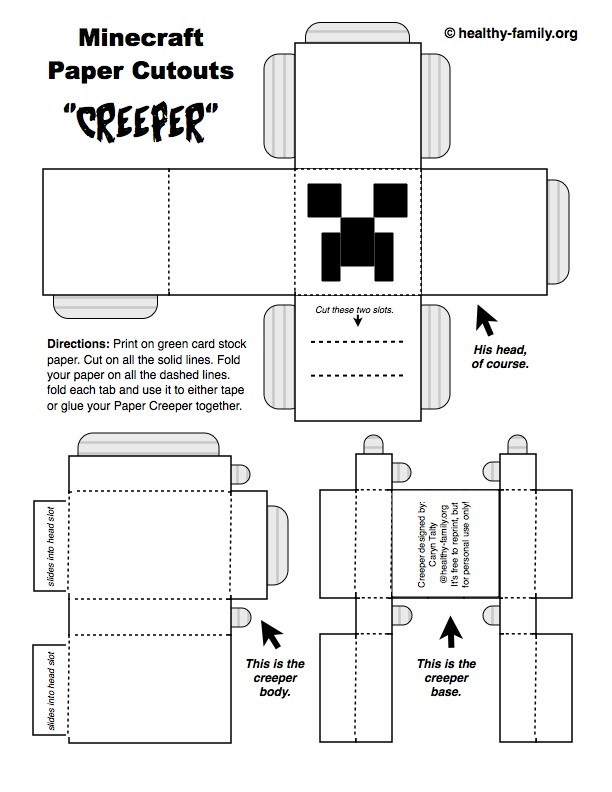 Minecraft
Paper Cutouts
"CREEPER"
© healthy-family.org
Cut these two slots.
His head,
of course.
Directions: Print on green card stock
paper. Cut on all the solid lines. Fold
your paper on all the dashed lines.
fold each tab and use it to either tape
or glue your Paper Creeper together.
slides into head slot
slides into head slot
This is the
creeper
body.
Creeper designed by:
Caryn Talty
@healthy-family.org
It's free to reprint, but
for personal use only!
This is the
creeper
base.